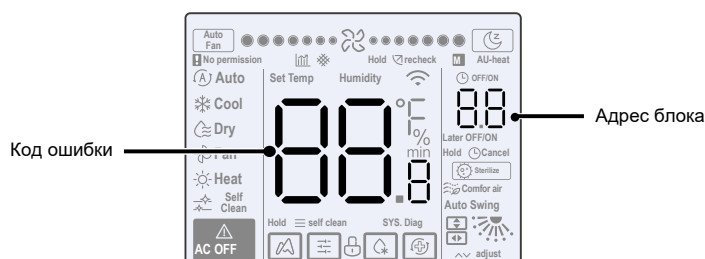 Auto Fan
No permission
Hold recheck
M AU-heat
A Auto
Set Temp Humidity
OFF/ON
Cool
°F
88
88.8
%
Адрес блока
Dry
Later OFF/ON
Код ошибки
Fan
min
Hold Cancel
Heat
Sterilize
Self Clean
Comfor air
Auto Swing
Hold self clean SYS. Diag
AC OFF
adjust